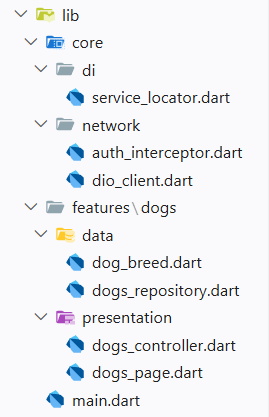 lib
core
di
service_locator.dart
network
auth_interceptor.dart
dio_client.dart
features\dogs
data
dog_breed.dart
dogs_repository.dart
presentation
dogs_controller.dart
dogs_page.dart
main.dart